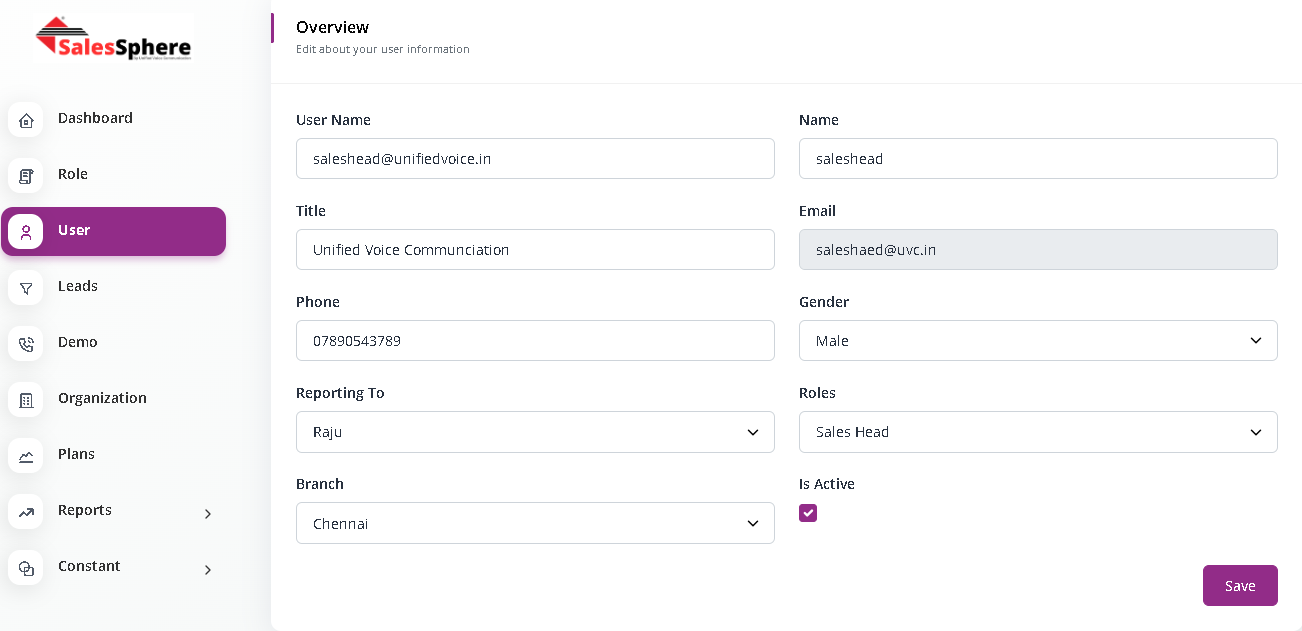 SalesSphere
Dashboard
Role
User
Leads
Demo
Organization
Plans
Reports
Constant
Overview
Edit about your user information
User Name
Name
saleshead@unifiedvoice.in
saleshead
Title
Email
Unified Voice Communciation
saleshaed@uvc.in
Phone
Gender
07890543789
Male
Reporting To
Roles
Raju
Sales Head
Branch
Is Active
Chennai
Save